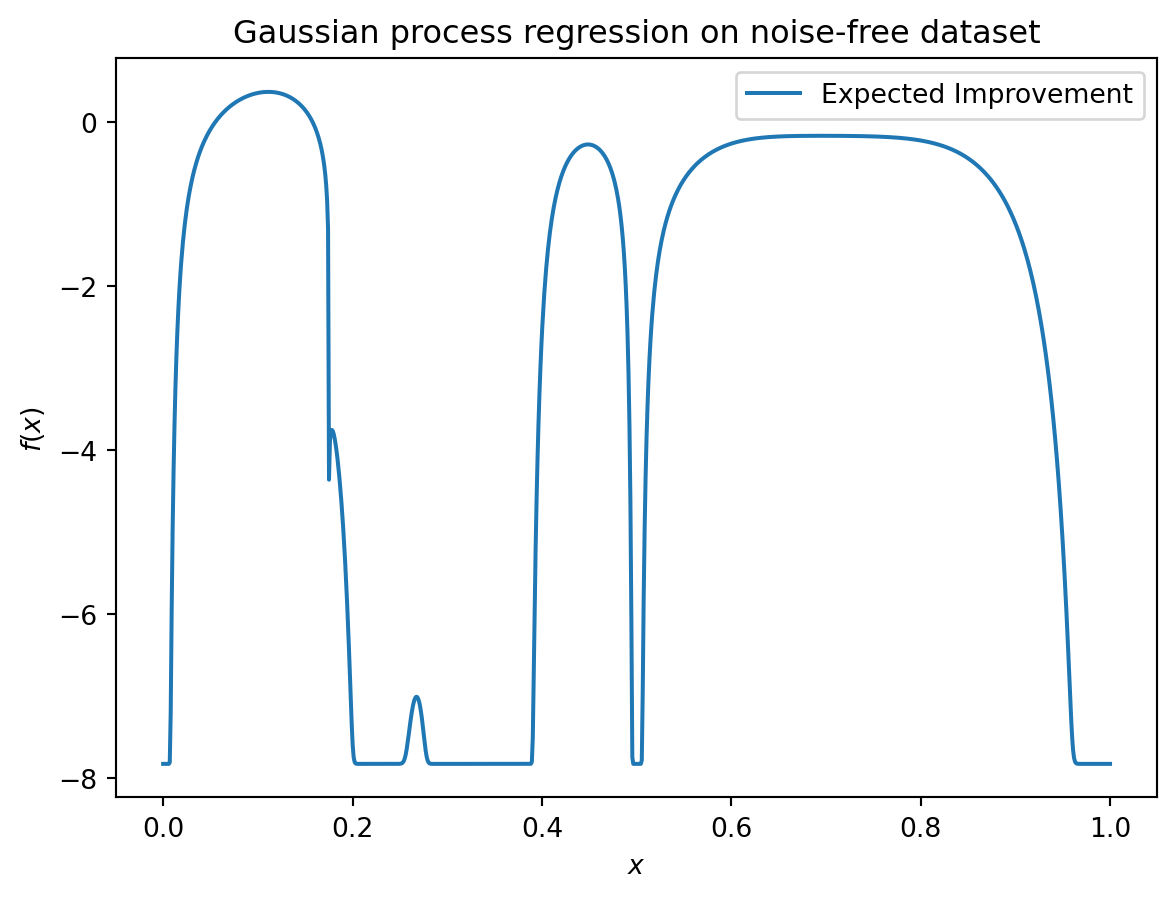 Gaussian process regression on noise-free dataset
Expected Improvement
0
−2
−4
−6
−8
f(x)
0.0 0.2 0.4 0.6 0.8 1.0
x